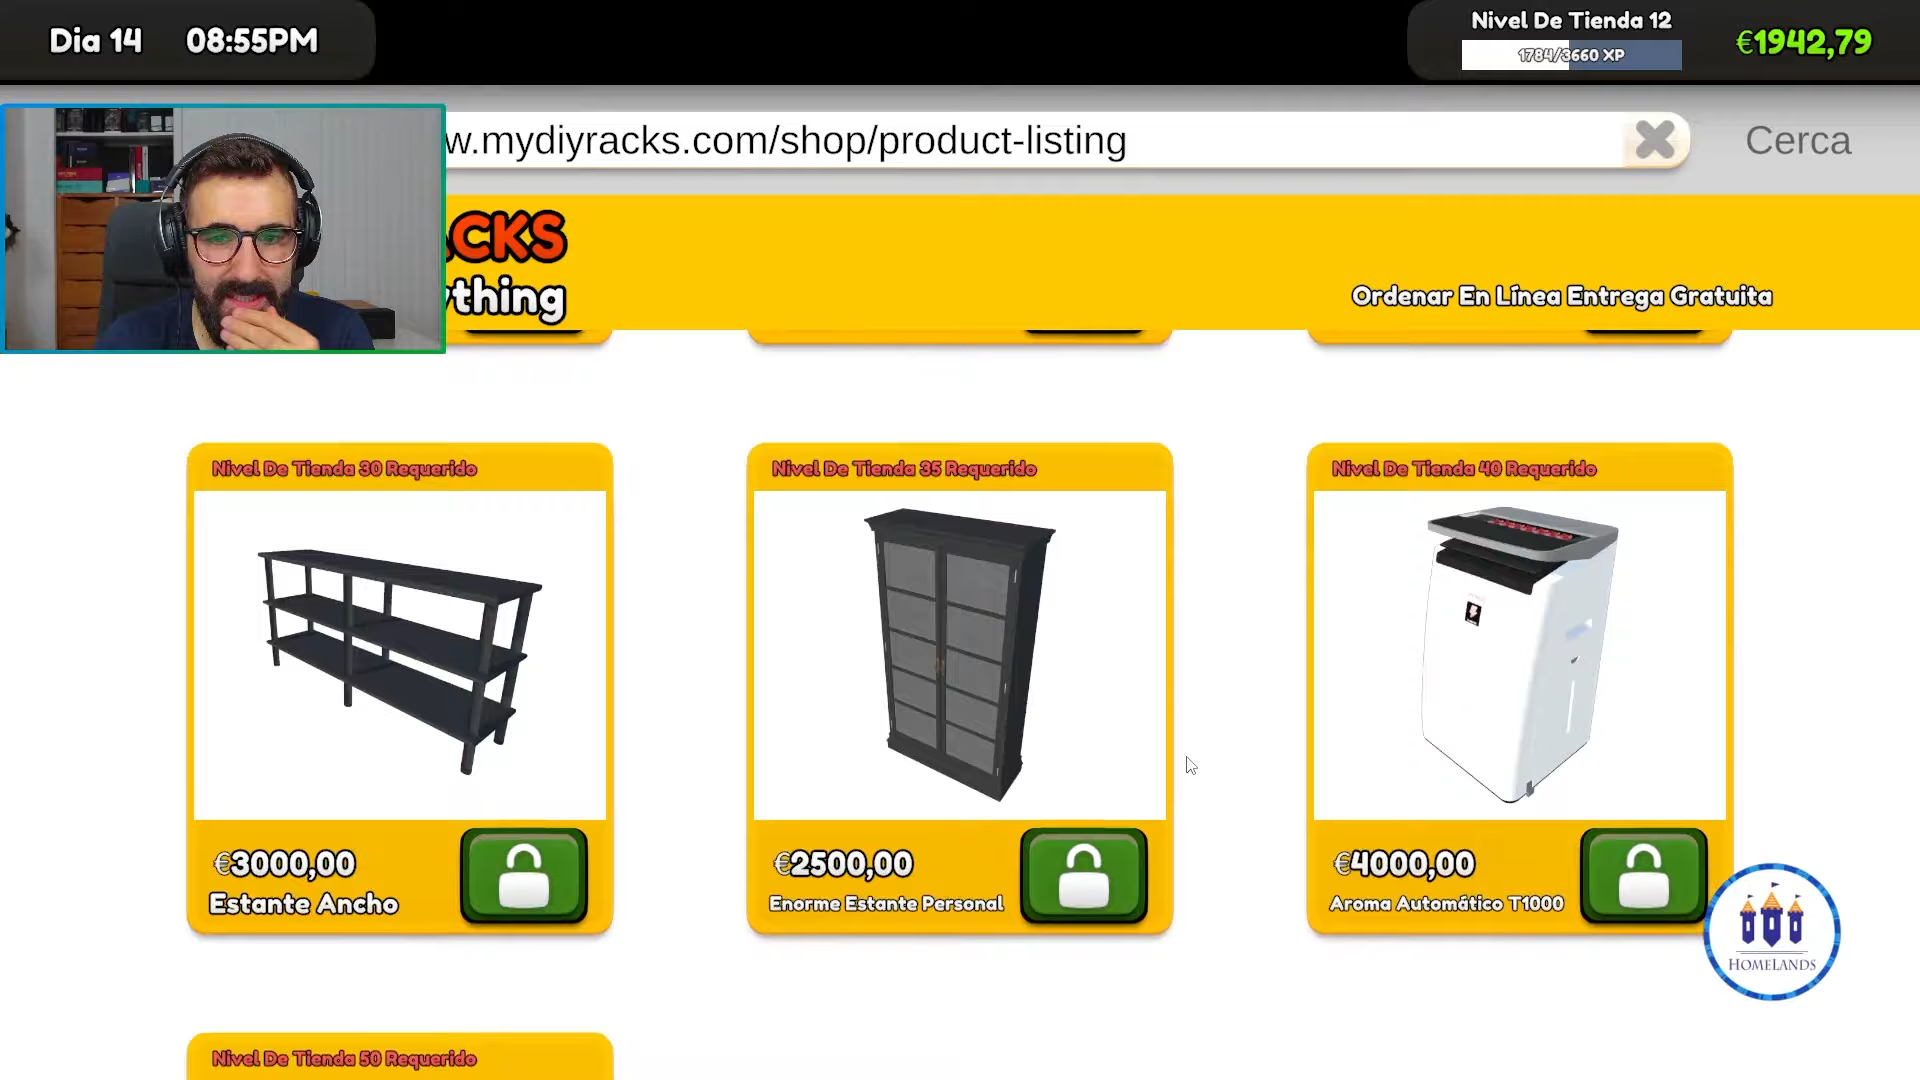 Dia 14 08:55PM
Nivel De Tienda 12
1784/3660 XP
€1942,79
w.mydiyracks.com/shop/product-listing
Cerca
ACKS
ything
Ordenar En Línea Entrega Gratuita
Nivel De Tienda 30 Requerido
Nivel De Tienda 35 Requerido
Nivel De Tienda 40 Requerido
€3000,00
Estante Ancho
€2500,00
Enorme Estante Personal
€4000,00
Aroma Automático T1000
HOMELANDS
Nivel De Tienda 50 Requerido